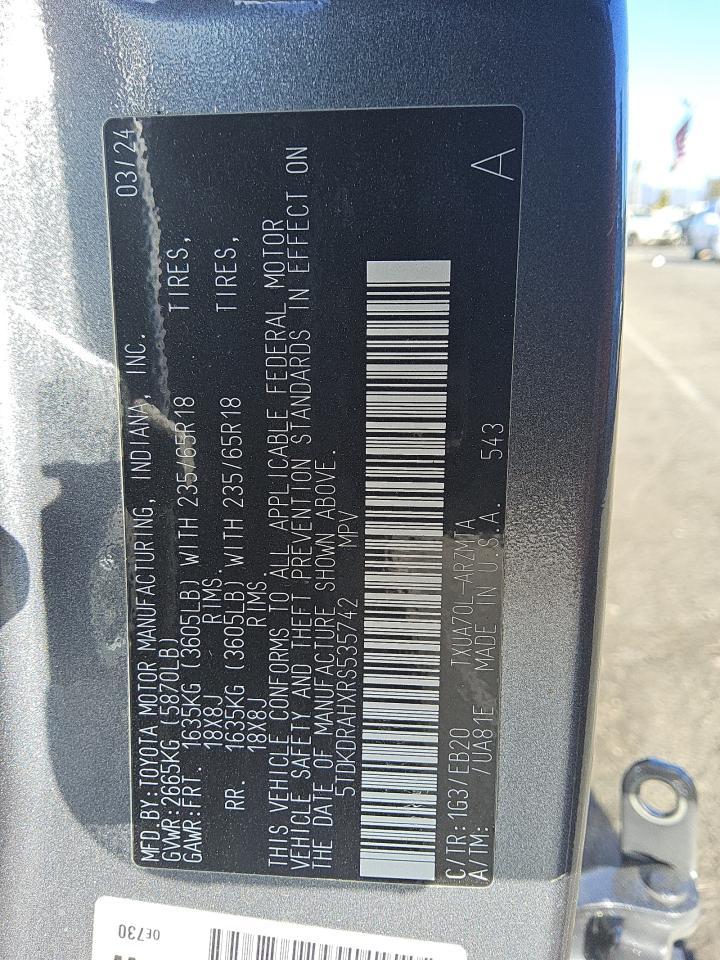 MFD.BY:TOYOTA MOTOR MANUFACTURING, INDIANA, INC. 03/24
GVWR:2665KG (5870LB)
GAWR:FRT. 1635KG (3605LB) WITH 235/65R18 TIRES,
18X8J RIMS.
RR. 1635KG (3605LB) WITH 235/65R18 TIRES,
18X8J RIMS.
THIS VEHICLE CONFORMS TO ALL APPLICABLE FEDERAL MOTOR
VEHICLE SAFETY AND THEFT PREVENTION STANDARDS IN EFFECT ON
THE DATE OF MANUFACTURE SHOWN ABOVE.
5TDKDRAHXRS535742 MPV
C/TR:1G3/EB20 TXUA70L-ARZMTA
A/TM: /UA81E MADE IN U.S.A. 543 A
0E730